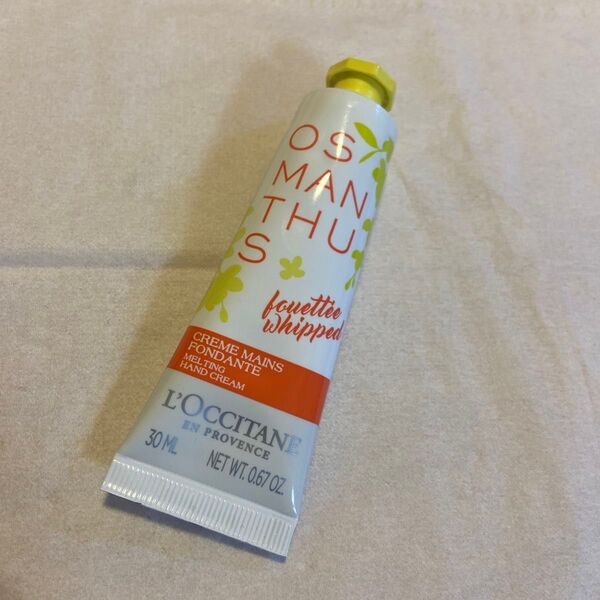 OS
MAN
THU
S
fouettée
whipped
CREME MAINS
FONDANTE
MELTING
HAND CREAM
L'OCCITANE
EN PROVENCE
30 ML NET WT. 0.67 OZ.